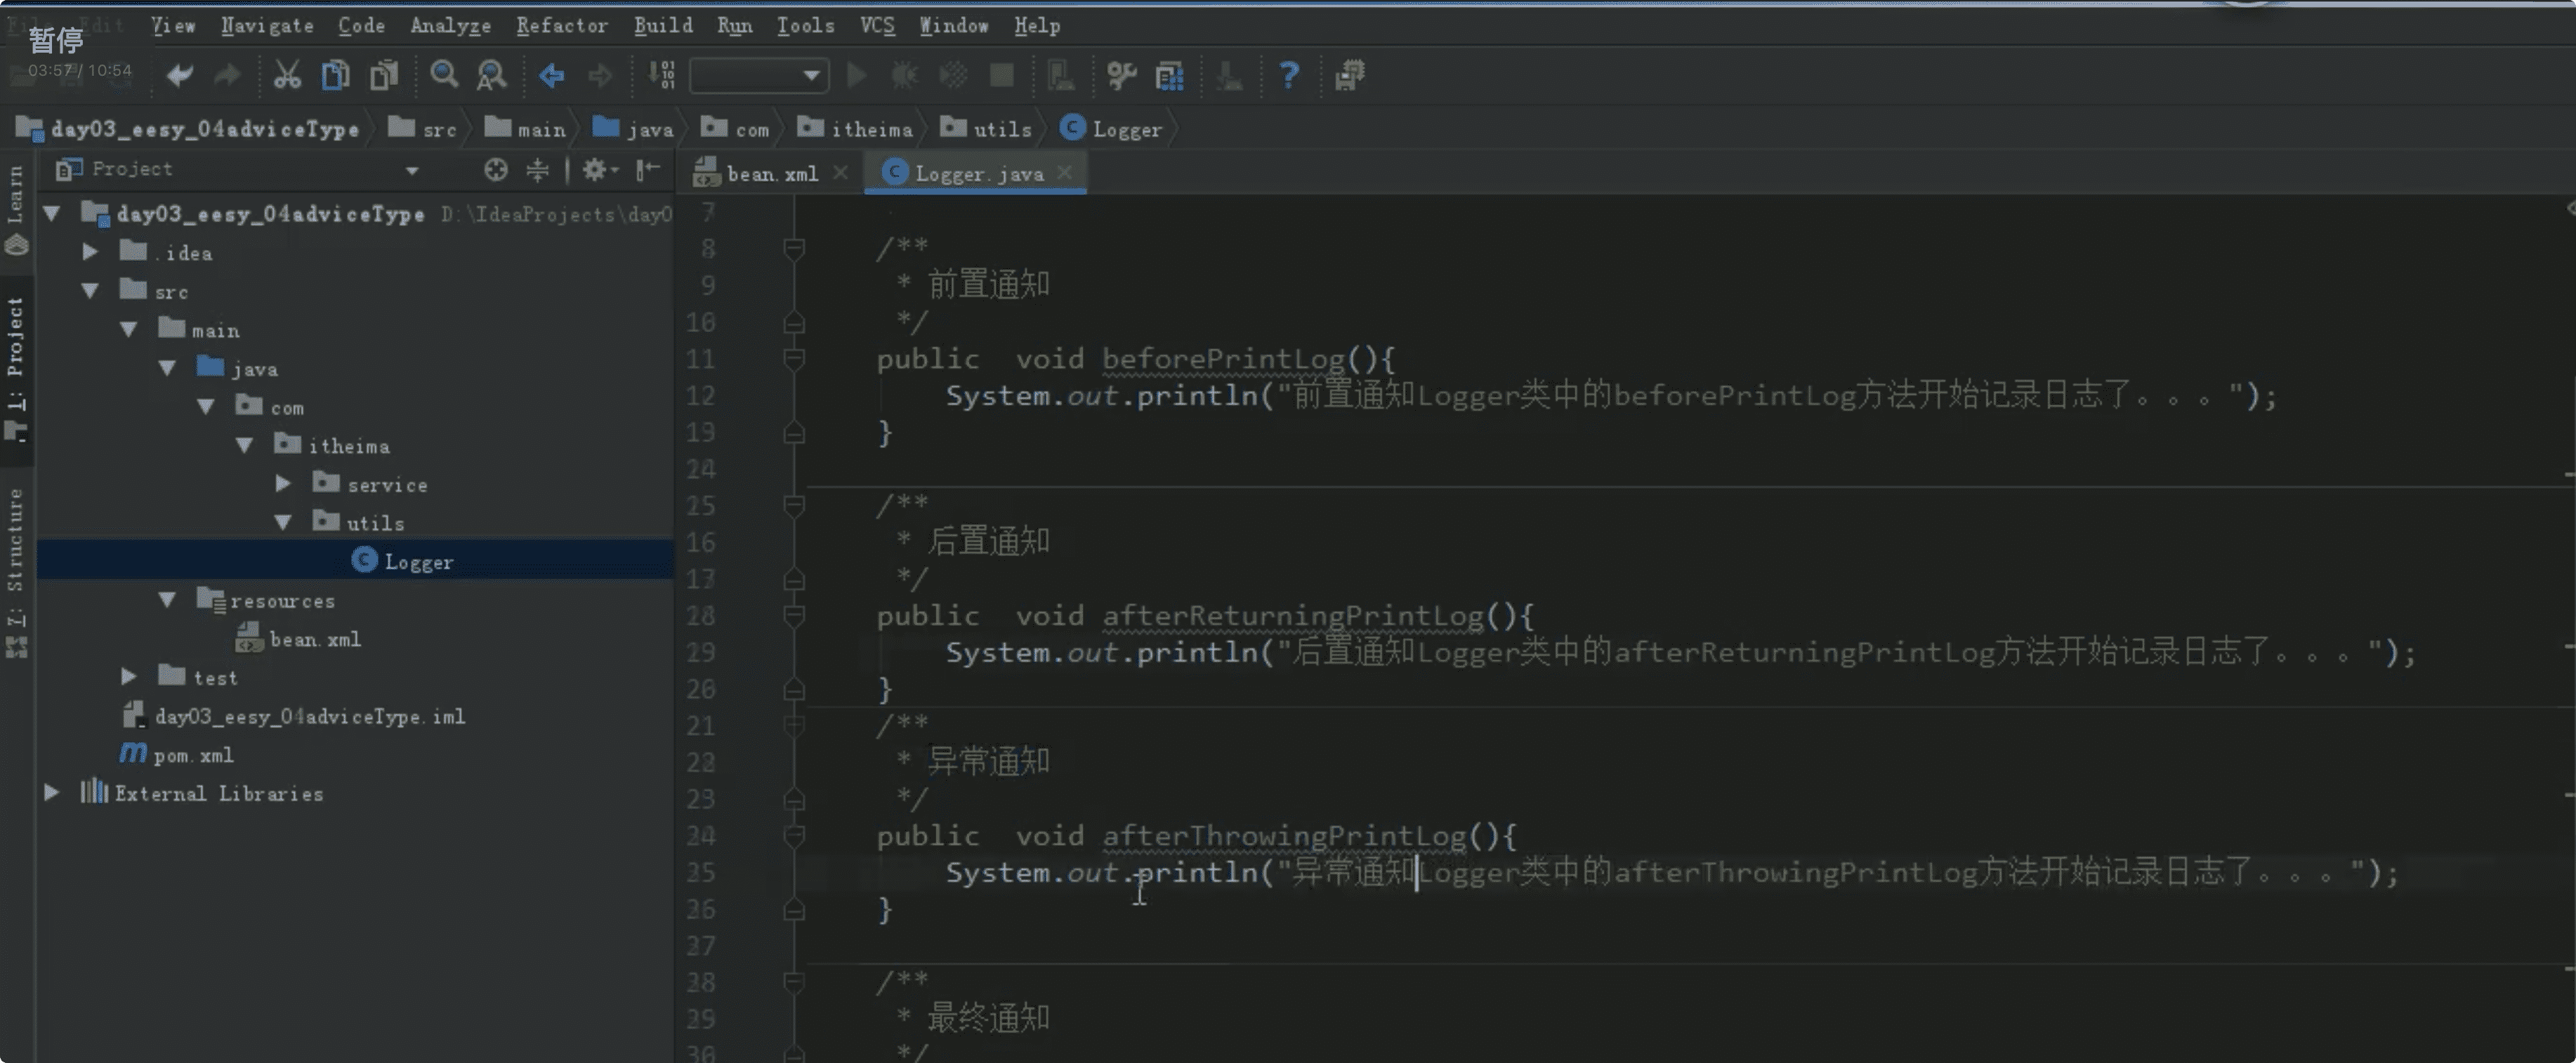 File Edit View Navigate Code Analyze Refactor Build Run Tools VCS Window Help
暂停
03:57 / 10:54
day03_eesy_04adviceType src main java com itheima utils Logger
Project
bean.xml Logger.java
Learn
1: Project
7: Structure
day03_eesy_04adviceType D:\IdeaProjects\day0
.idea
src
main
java
com
itheima
service
utils
Logger
resources
bean.xml
test
day03_eesy_04adviceType.iml
pom.xml
External Libraries
7
8 /**
9 * 前置通知
10 */
11 public void beforePrintLog(){
12 System.out.println("前置通知Logger类中的beforePrintLog方法开始记录日志了。。。");
13 }
14
15 /**
16 * 后置通知
17 */
18 public void afterReturningPrintLog(){
19 System.out.println("后置通知Logger类中的afterReturningPrintLog方法开始记录日志了。。。");
20 }
21 /**
22 * 异常通知
23 */
24 public void afterThrowingPrintLog(){
25 System.out.println("异常通知Logger类中的afterThrowingPrintLog方法开始记录日志了。。。");
26 }
27
28 /**
29 * 最终通知
30 */